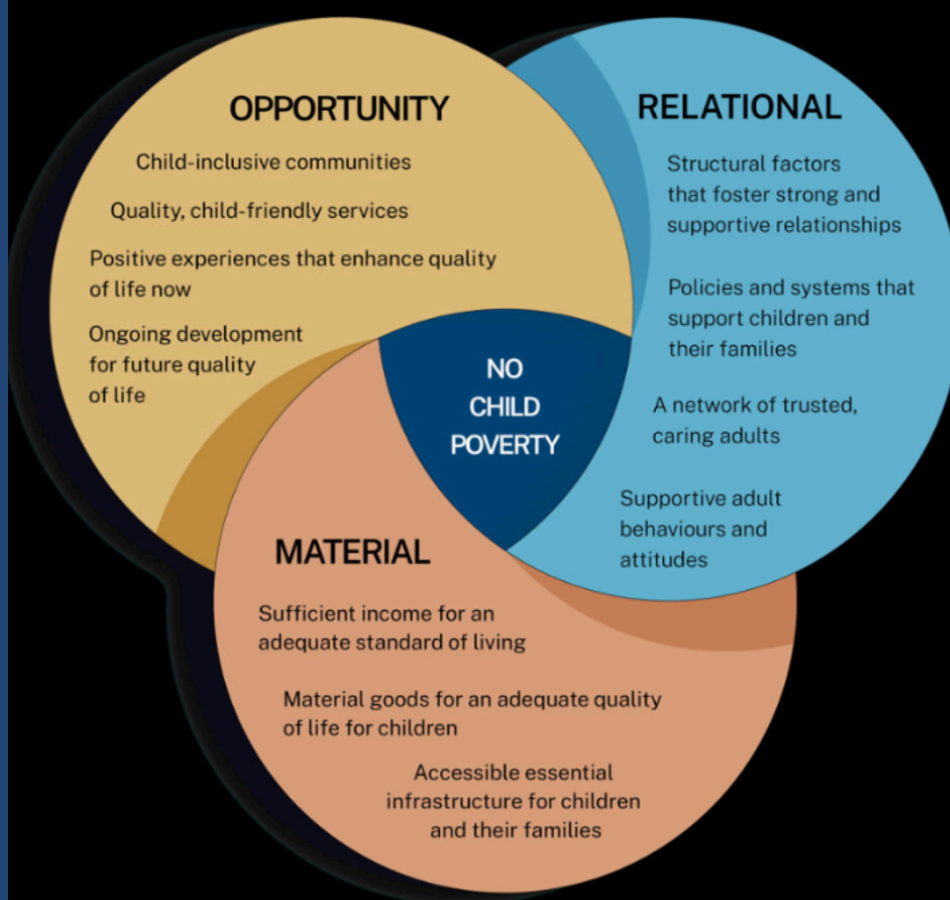 OPPORTUNITY
Child-inclusive communities
Quality, child-friendly services
Positive experiences that enhance quality
of life now
Ongoing development
for future quality
of life
RELATIONAL
Structural factors
that foster strong and
supportive relationships
Policies and systems that
support children and
their families
A network of trusted,
caring adults
Supportive adult
behaviours and
attitudes
NO
CHILD
POVERTY
MATERIAL
Sufficient income for an
adequate standard of living
Material goods for an adequate quality
of life for children
Accessible essential
infrastructure for children
and their families